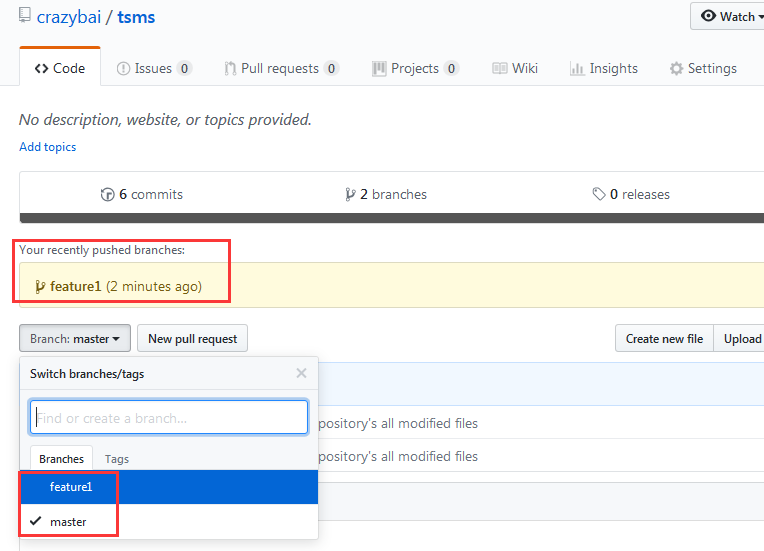 crazybai / tsms
Watch
Code Issues 0 Pull requests 0 Projects 0 Wiki Insights Settings
No description, website, or topics provided.
Add topics
6 commits 2 branches 0 releases
Your recently pushed branches:
feature1 (2 minutes ago)
Branch: master New pull request Create new file Upload
Switch branches/tags
Find or create a branch...
pository's all modified files
Branches Tags
pository's all modified files
feature1
master